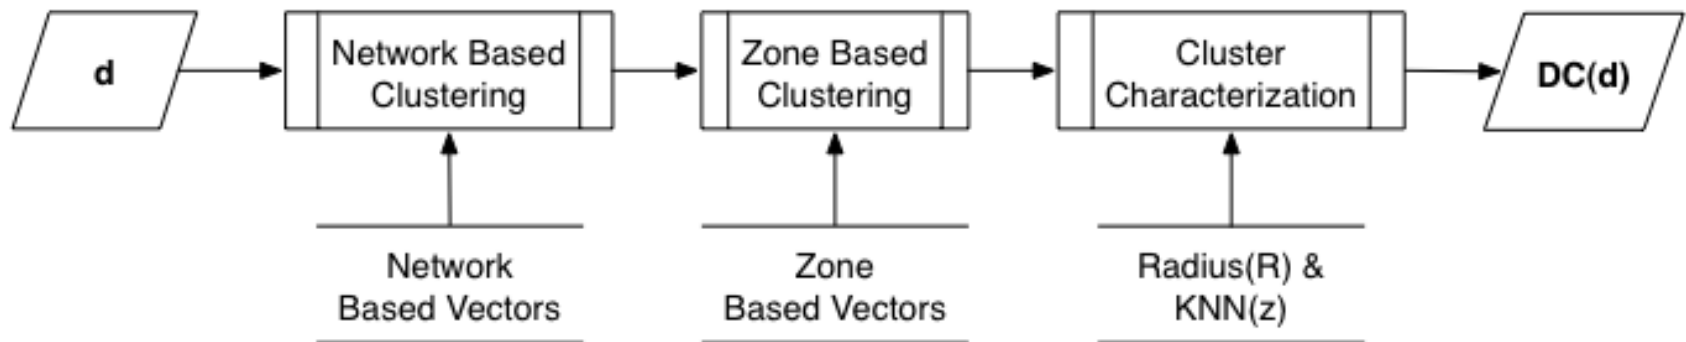 d
Network Based
Clustering
Zone Based
Clustering
Cluster
Characterization
DC(d)
Network
Based Vectors
Zone
Based Vectors
Radius(R) &
KNN(z)